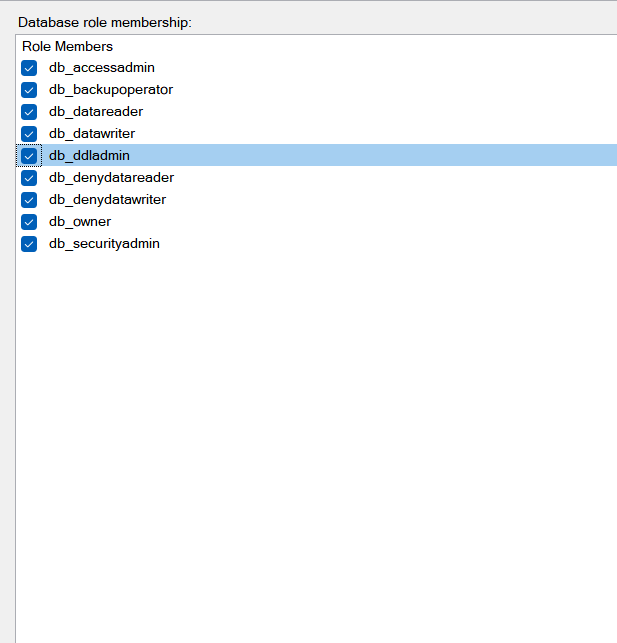 Database role membership:
Role Members
db_accessadmin
db_backupoperator
db_datareader
db_datawriter
db_ddladmin
db_denydatareader
db_denydatawriter
db_owner
db_securityadmin